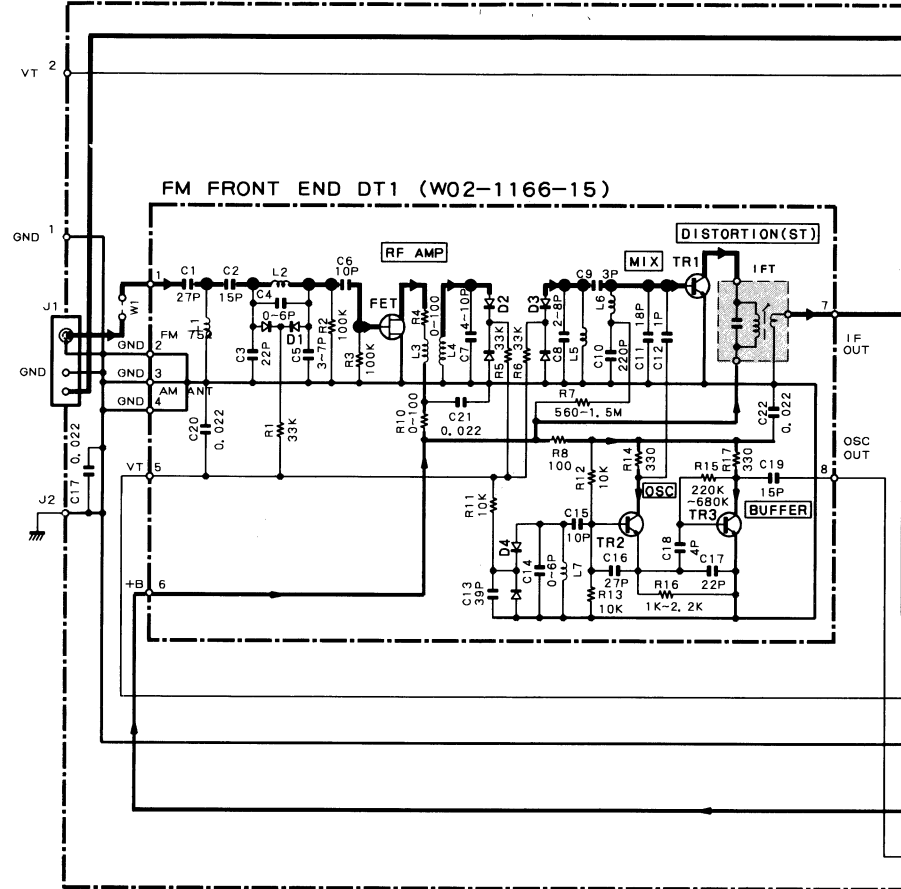 VT 2
FM FRONT END DT1 (W02-1166-15)
GND 1
RF AMP
MIX
TR1
DISTORTION(ST)
IFT
1
C1
27P
C2
15P
L2
C4
0~6P
D1
C6
10P
FET
R4
0~100
L3
L4
C7
4~10P
D2
D3
C8
2~8P
C9 3P
L5
L6
C10
220P
C11 18P
C12 1P
7
IF
OUT
J1
W1
FM 75Ω
L1
C3
22P
C5
3~7P
R2
100K
R3
100K
R5
33K
R6
33K
GND 2
GND
GND 3
AM ANT
GND 4
C20
0.022
R1
33K
R10
0~100
C21
0.022
R7
560-1.5M
C22
0.022
C17
0.022
VT 5
R8
100
R12
10K
R14
330
R17
330
R15
220K
~680K
C19
15P
OSC
OUT
8
J2
R11
10K
OSC
BUFFER
C15
10P
TR2
TR3
D4
C14
0~6P
L7
C18
4P
C16
27P
C17
22P
+B 6
C13
39P
R13
10K
R16
1K~2.2K